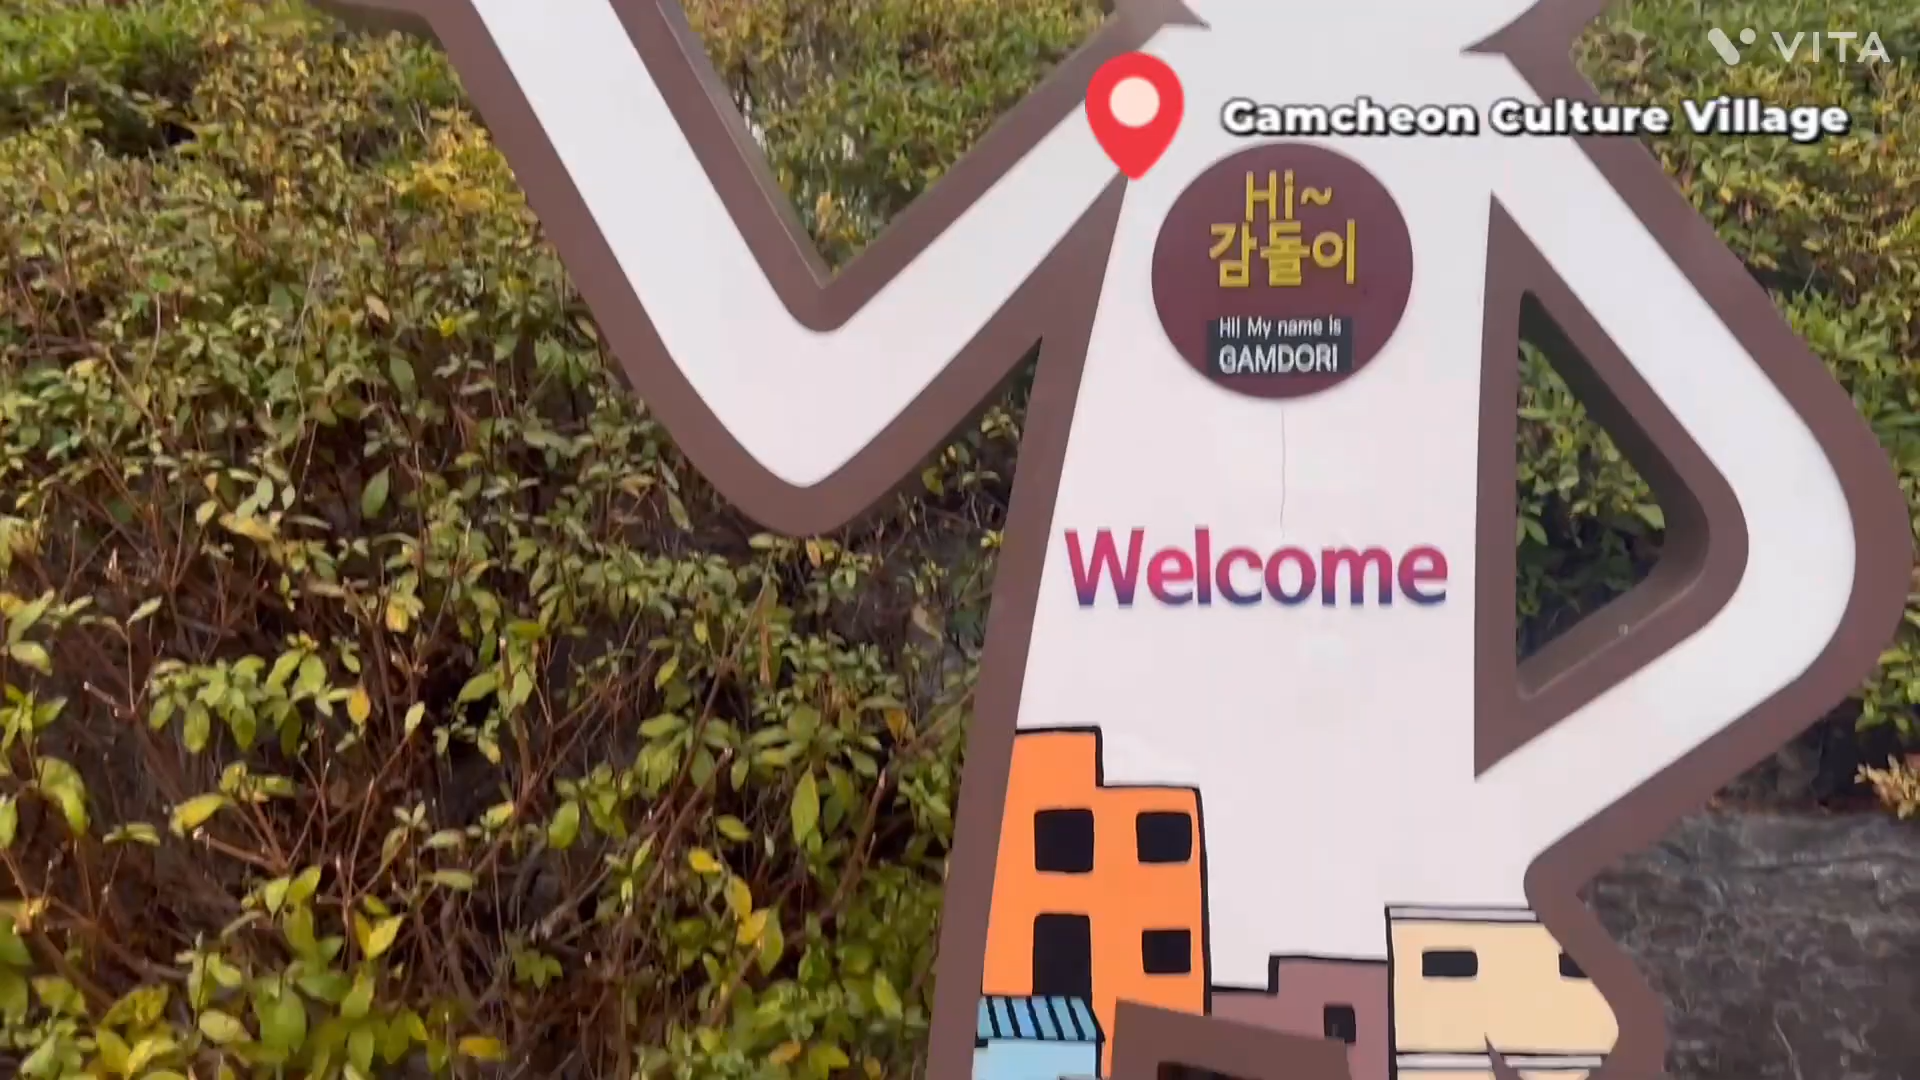 VITA
Gamcheon Culture Village
Hi~
감돌이
Hi! My name is
GAMDORI
Welcome